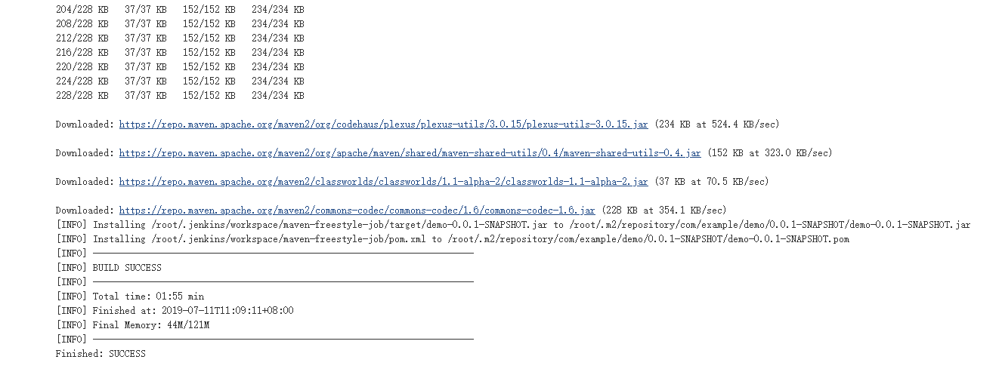 204/228 KB   37/37 KB   152/152 KB   234/234 KB
208/228 KB   37/37 KB   152/152 KB   234/234 KB
212/228 KB   37/37 KB   152/152 KB   234/234 KB
216/228 KB   37/37 KB   152/152 KB   234/234 KB
220/228 KB   37/37 KB   152/152 KB   234/234 KB
224/228 KB   37/37 KB   152/152 KB   234/234 KB
228/228 KB   37/37 KB   152/152 KB   234/234 KB
Downloaded: https://repo.maven.apache.org/maven2/org/codehaus/plexus/plexus-utils/3.0.15/plexus-utils-3.0.15.jar (234 KB at 524.4 KB/sec)
Downloaded: https://repo.maven.apache.org/maven2/org/apache/maven/shared/maven-shared-utils/0.4/maven-shared-utils-0.4.jar (152 KB at 323.0 KB/sec)
Downloaded: https://repo.maven.apache.org/maven2/classworlds/classworlds/1.1-alpha-2/classworlds-1.1-alpha-2.jar (37 KB at 70.5 KB/sec)
Downloaded: https://repo.maven.apache.org/maven2/commons-codec/commons-codec/1.6/commons-codec-1.6.jar (228 KB at 354.1 KB/sec)
[INFO] Installing /root/.jenkins/workspace/maven-freestyle-job/target/demo-0.0.1-SNAPSHOT.jar to /root/.m2/repository/com/example/demo/0.0.1-SNAPSHOT/demo-0.0.1-SNAPSHOT.jar
[INFO] Installing /root/.jenkins/workspace/maven-freestyle-job/pom.xml to /root/.m2/repository/com/example/demo/0.0.1-SNAPSHOT/demo-0.0.1-SNAPSHOT.pom
[INFO] ------------------------------------------------------------------------
[INFO] BUILD SUCCESS
[INFO] ------------------------------------------------------------------------
[INFO] Total time: 01:55 min
[INFO] Finished at: 2019-07-11T11:09:11+08:00
[INFO] Final Memory: 44M/121M
[INFO] ------------------------------------------------------------------------
Finished: SUCCESS